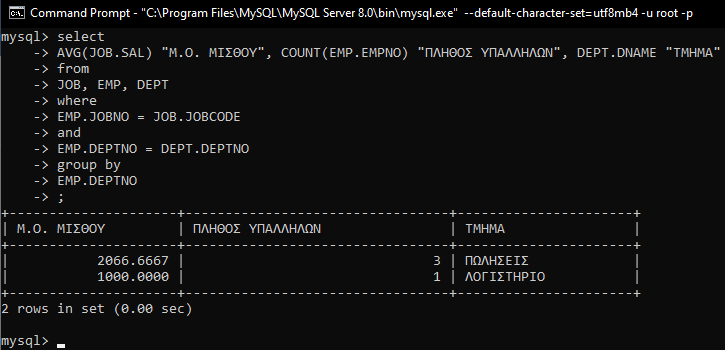 Command Prompt - "C:\Program Files\MySQL\MySQL Server 8.0\bin\mysql.exe" --default-character-set=utf8mb4 -u root -p
mysql> select
-> AVG(JOB.SAL) "Μ.Ο. ΜΙΣΘΟΥ", COUNT(EMP.EMPNO) "ΠΛΗΘΟΣ ΥΠΑΛΛΗΛΩΝ", DEPT.DNAME "ΤΜΗΜΑ"
-> from
-> JOB, EMP, DEPT
-> where
-> EMP.JOBNO = JOB.JOBCODE
-> and
-> EMP.DEPTNO = DEPT.DEPTNO
-> group by
-> EMP.DEPTNO
-> ;
+---------------------+---------------------------------+----------------------+
| Μ.Ο. ΜΙΣΘΟΥ | ΠΛΗΘΟΣ ΥΠΑΛΛΗΛΩΝ | ΤΜΗΜΑ |
+---------------------+---------------------------------+----------------------+
| 2066.6667 | 3 | ΠΩΛΗΣΕΙΣ |
| 1000.0000 | 1 | ΛΟΓΙΣΤΗΡΙΟ |
+---------------------+---------------------------------+----------------------+
2 rows in set (0.00 sec)
mysql> _